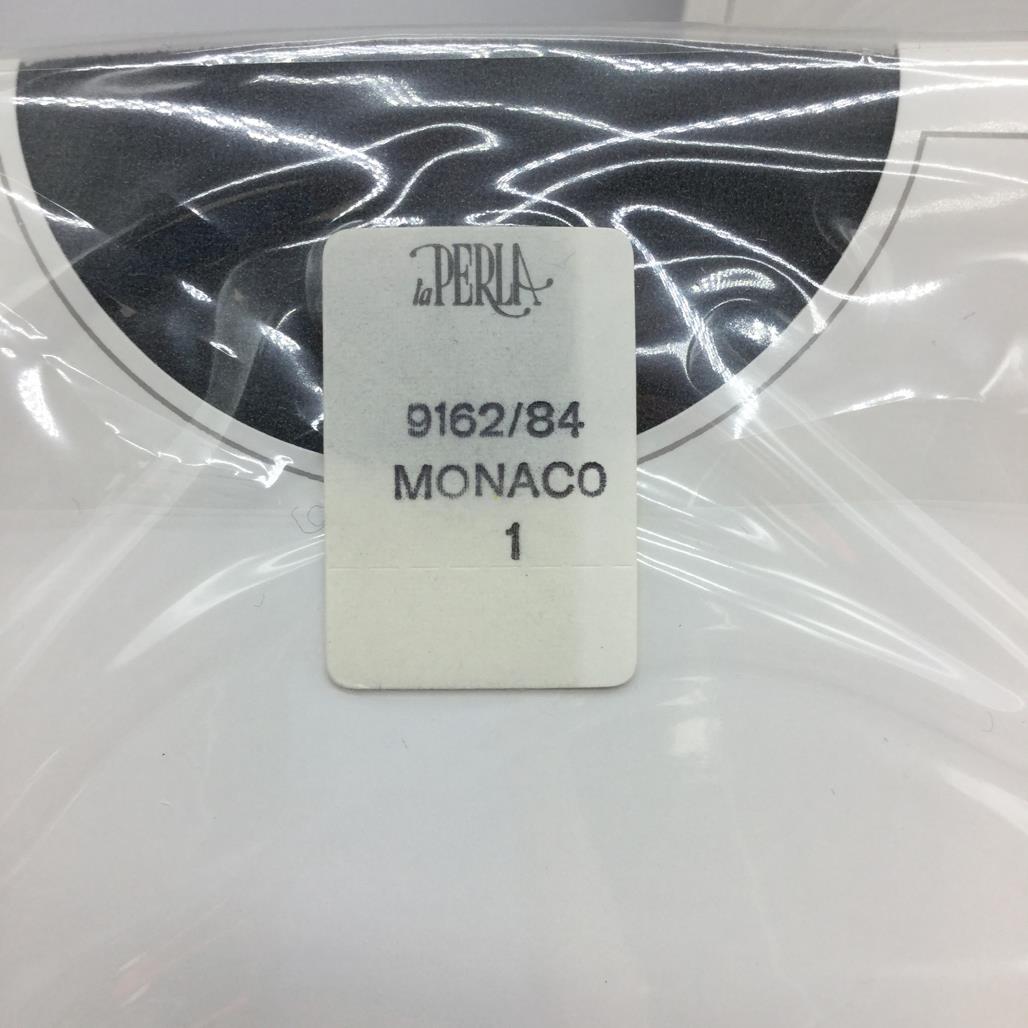 la PERLA
9162/84
MONACO
1